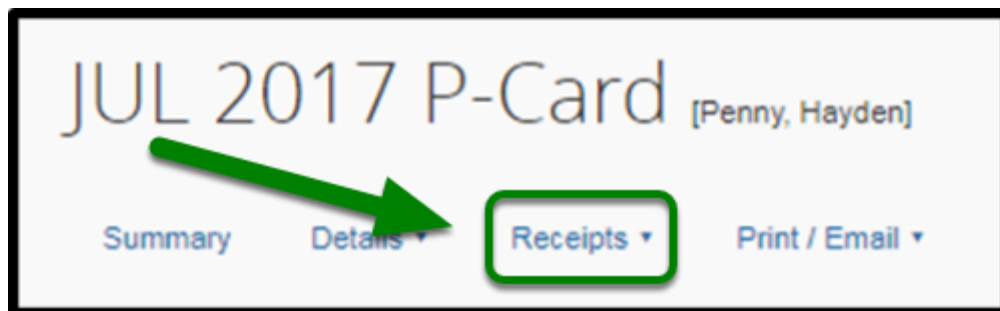 JUL 2017 P-Card [Penny, Hayden]
Summary Details Receipts Print / Email